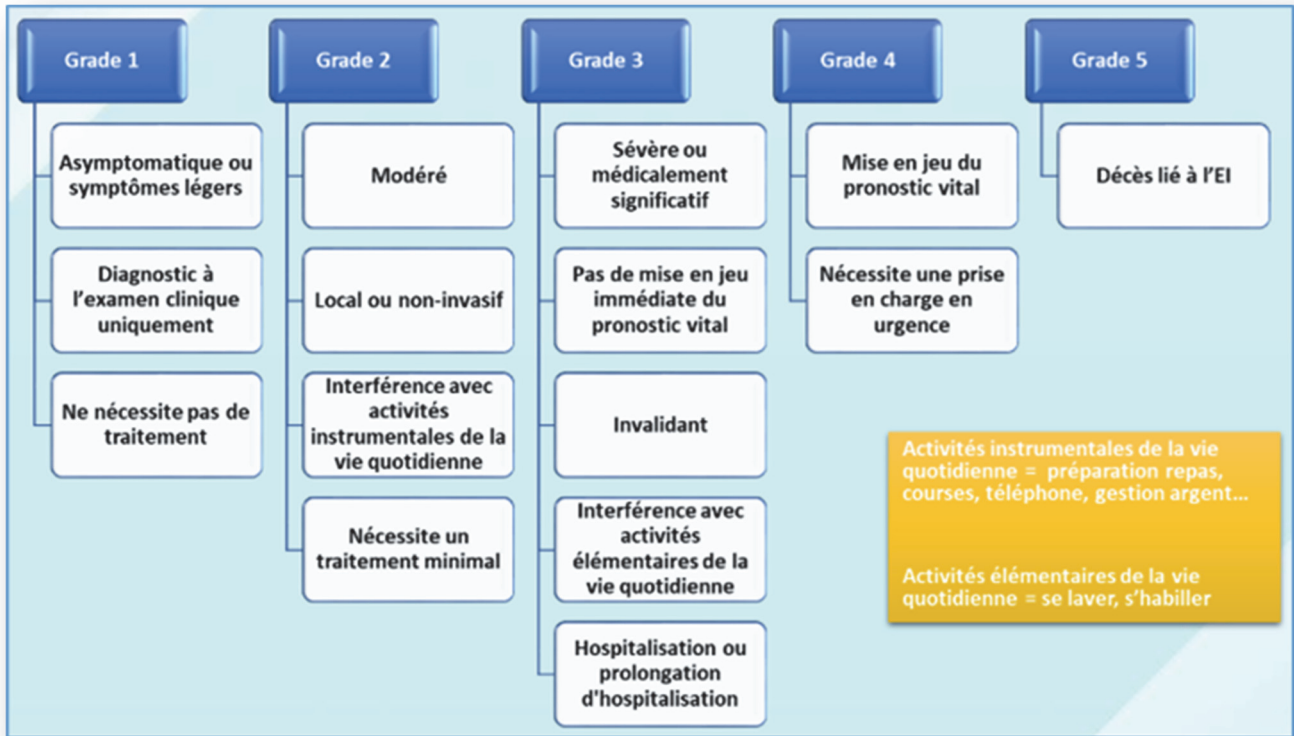 Grade 1
Asymptomatique ou
symptômes légers
Diagnostic à
l'examen clinique
uniquement
Ne nécessite pas de
traitement
Grade 2
Modéré
Local ou non-invasif
Interférence avec
activités
instrumentales de la
vie quotidienne
Nécessite un
traitement minimal
Grade 3
Sévère ou
médicalement
significatif
Pas de mise en jeu
immédiate du
pronostic vital
Invalidant
Interférence avec
activités
élémentaires de la
vie quotidienne
Hospitalisation ou
prolongation
d'hospitalisation
Grade 4
Mise en jeu du
pronostic vital
Nécessite une prise
en charge en
urgence
Grade 5
Décès lié à l'EI
Activités instrumentales de la vie
quotidienne = préparation repas,
courses, téléphone, gestion argent...
Activités élémentaires de la vie
quotidienne = se laver, s'habiller